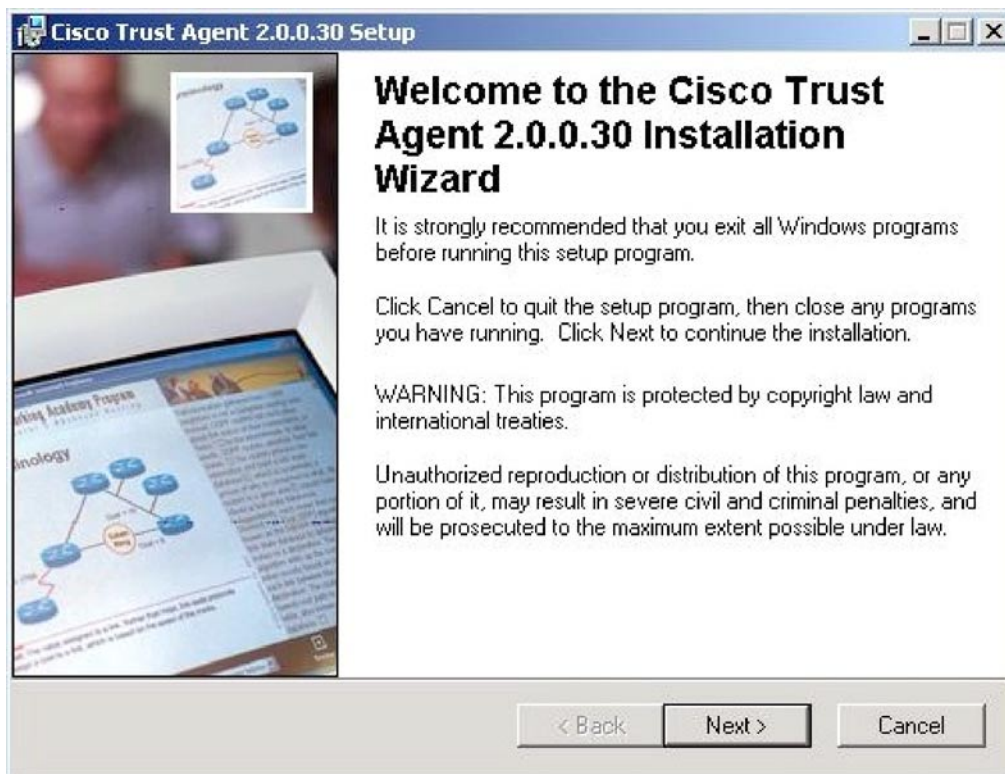 Cisco Trust Agent 2.0.0.30 Setup
Welcome to the Cisco Trust
Agent 2.0.0.30 Installation
Wizard
It is strongly recommended that you exit all Windows programs
before running this setup program.
Click Cancel to quit the setup program, then close any programs
you have running. Click Next to continue the installation.
WARNING: This program is protected by copyright law and
international treaties.
Unauthorized reproduction or distribution of this program, or any
portion of it, may result in severe civil and criminal penalties, and
will be prosecuted to the maximum extent possible under law.
Academy Program
inology
< Back
Next >
Cancel